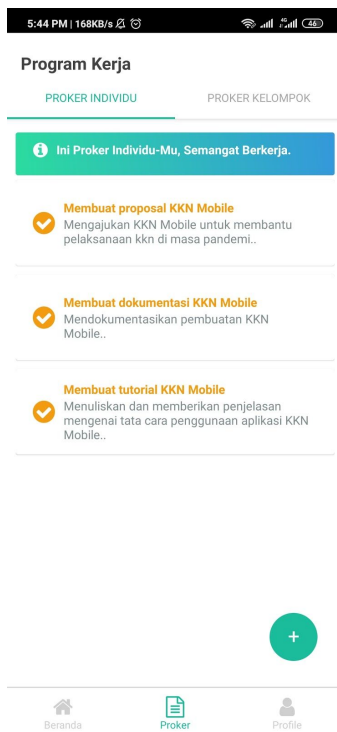 5:44 PM | 168KB/s
4G
46
Program Kerja
PROKER INDIVIDU PROKER KELOMPOK
Ini Proker Individu-Mu, Semangat Berkerja.
Membuat proposal KKN Mobile
Mengajukan KKN Mobile untuk membantu
pelaksanaan kkn di masa pandemi..
Membuat dokumentasi KKN Mobile
Mendokumentasikan pembuatan KKN
Mobile..
Membuat tutorial KKN Mobile
Menuliskan dan memberikan penjelasan
mengenai tata cara penggunaan aplikasi KKN
Mobile..
+
Beranda Proker Profile